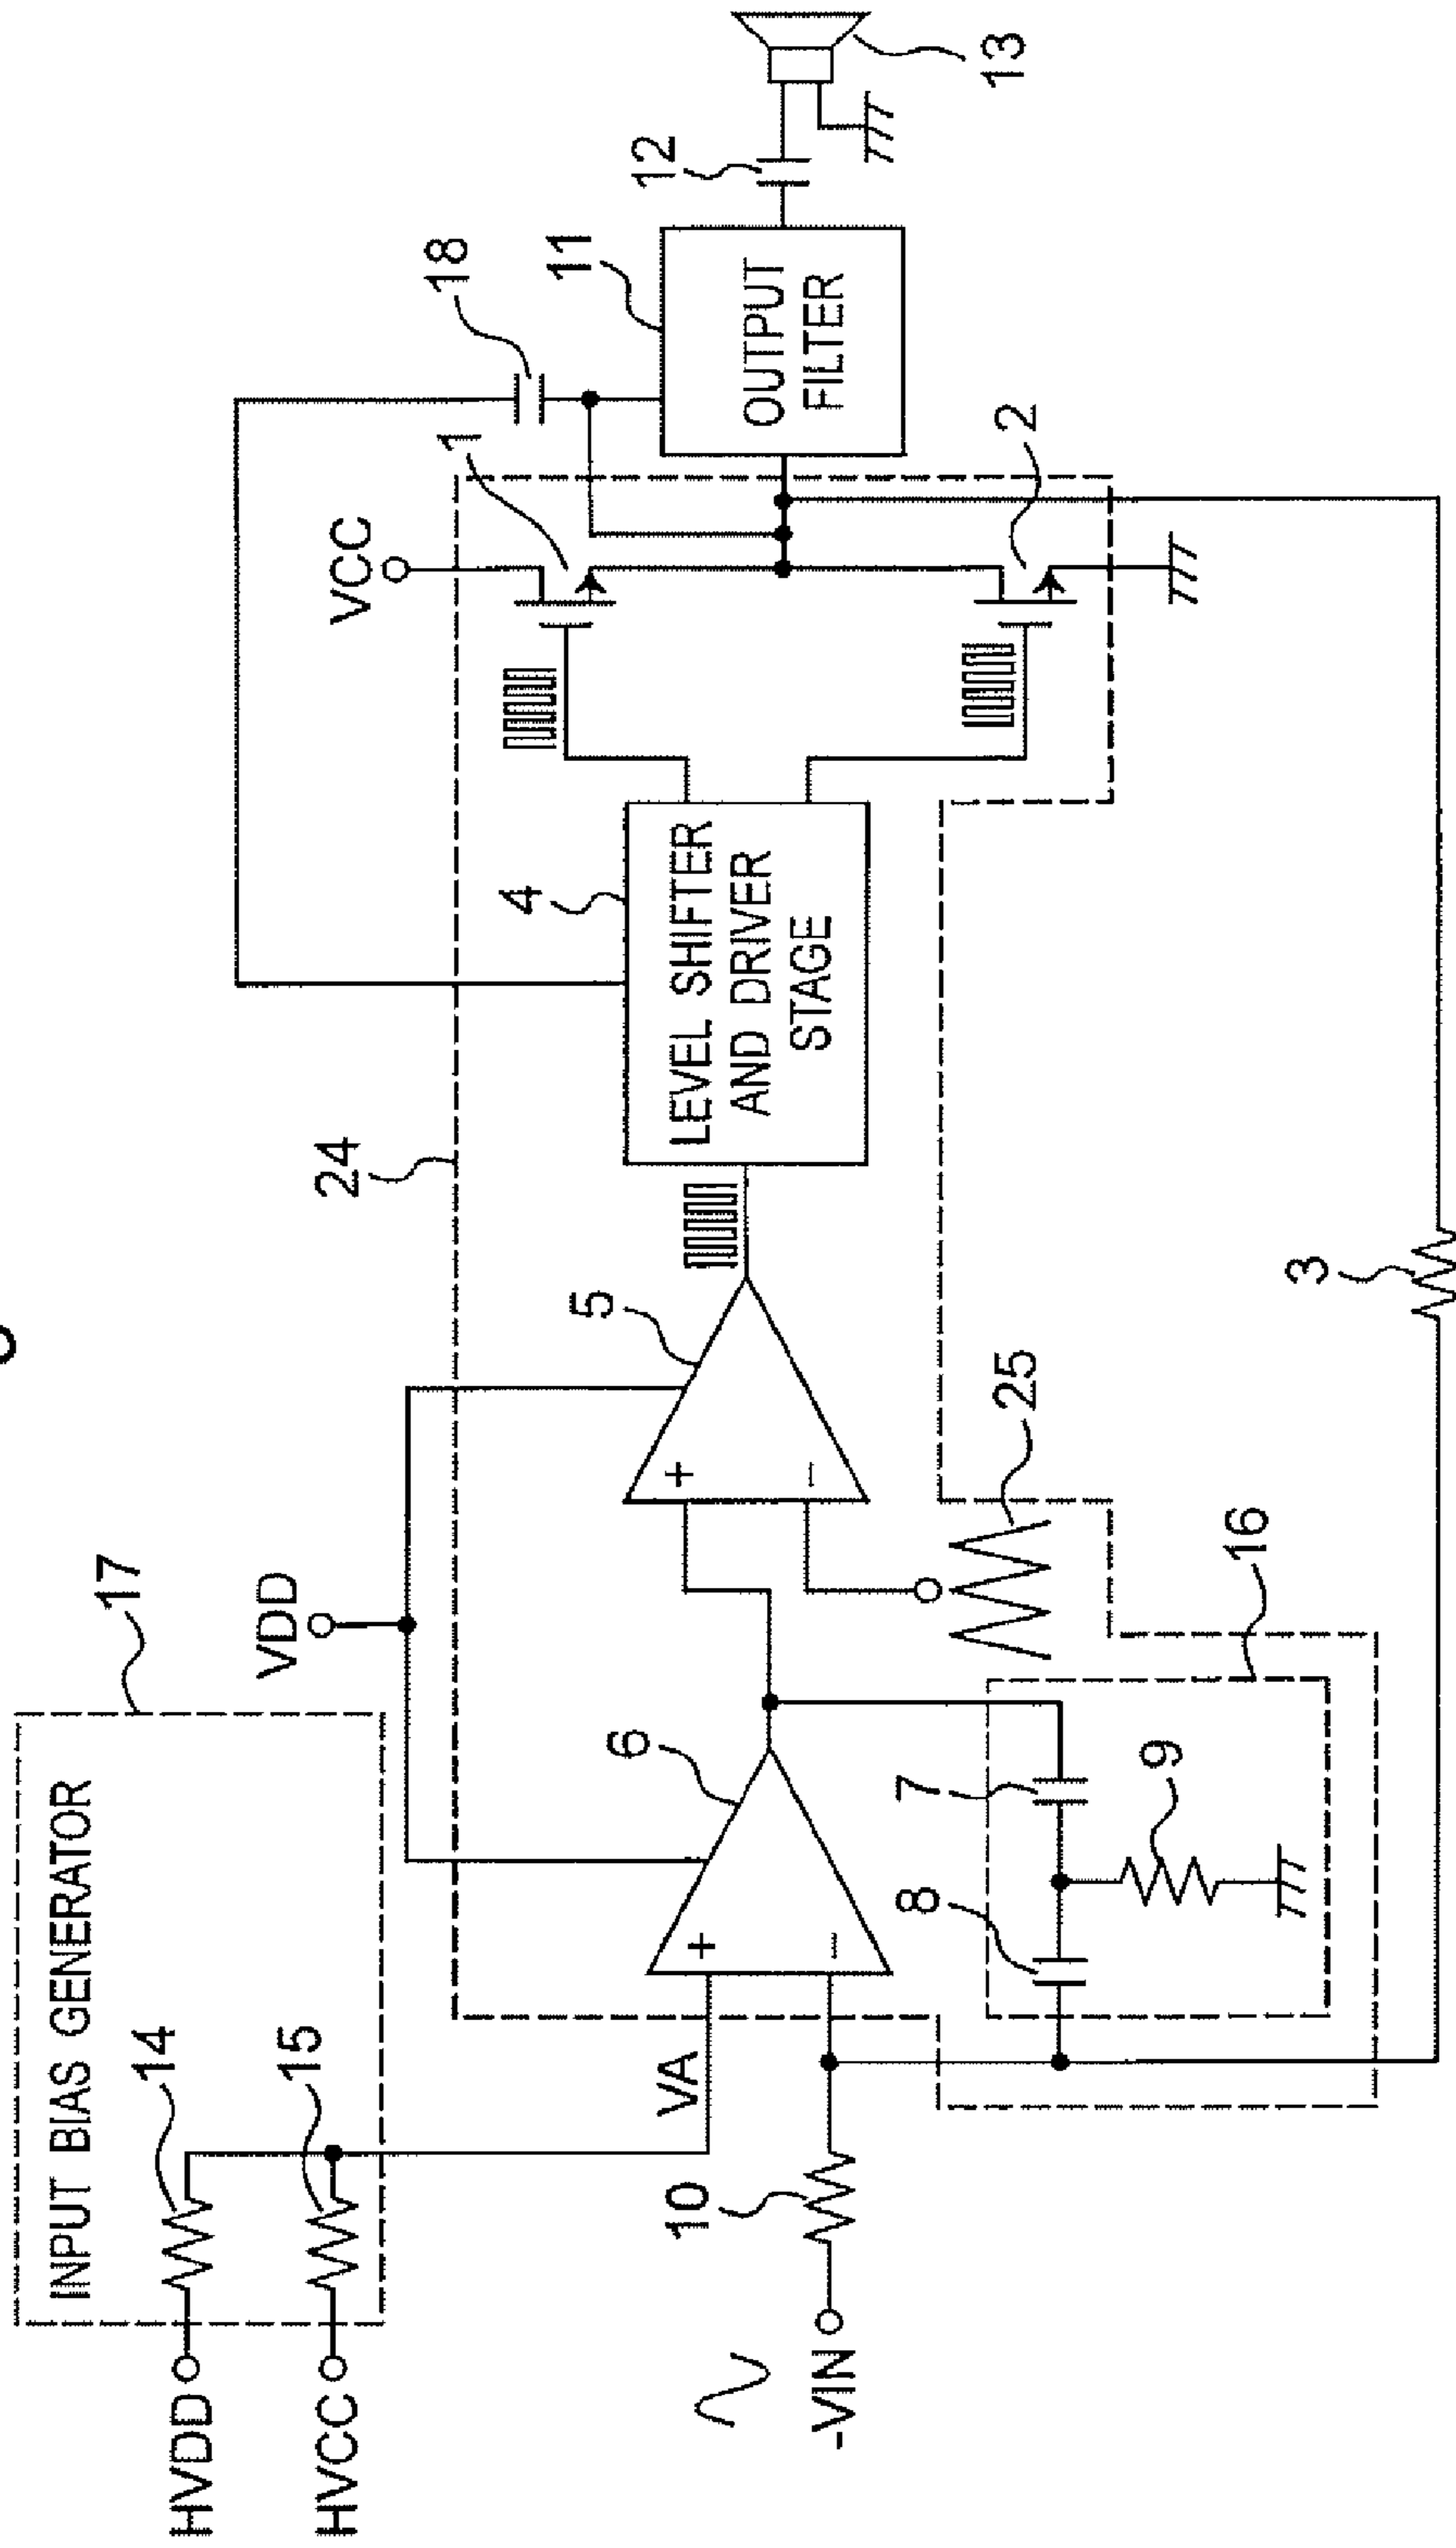 INPUT BIAS GENERATOR
17
HVDD
14
HVCC
15
VDD
24
VCC
18
1
11
12
13
VA
6
5
4
LEVEL SHIFTER
AND DRIVER
STAGE
OUTPUT
FILTER
+
−
+
−
-VIN
10
2
25
16
8
7
9
3